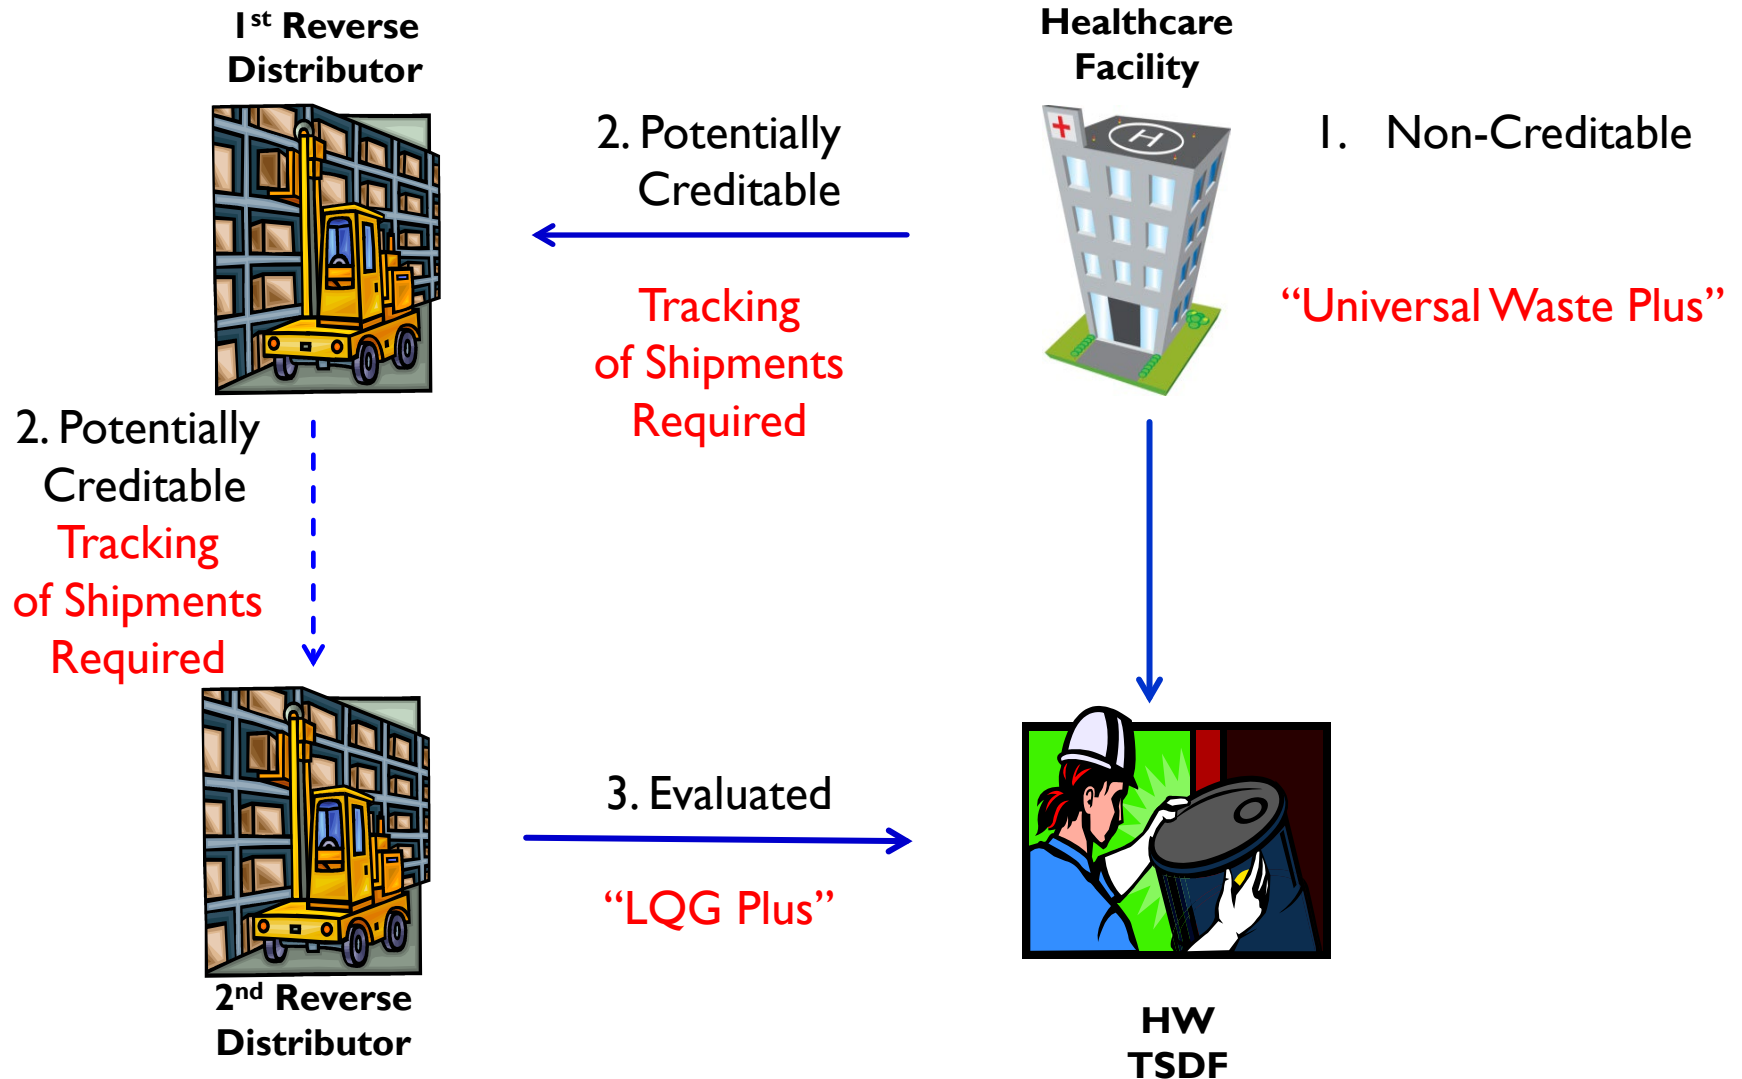 1st Reverse
Distributor
Healthcare
Facility
2. Potentially
Creditable
1. Non-Creditable
H
Tracking
of Shipments
Required
“Universal Waste Plus”
2. Potentially
Creditable
Tracking
of Shipments
Required
3. Evaluated
“LQG Plus”
2nd Reverse
Distributor
HW
TSDF